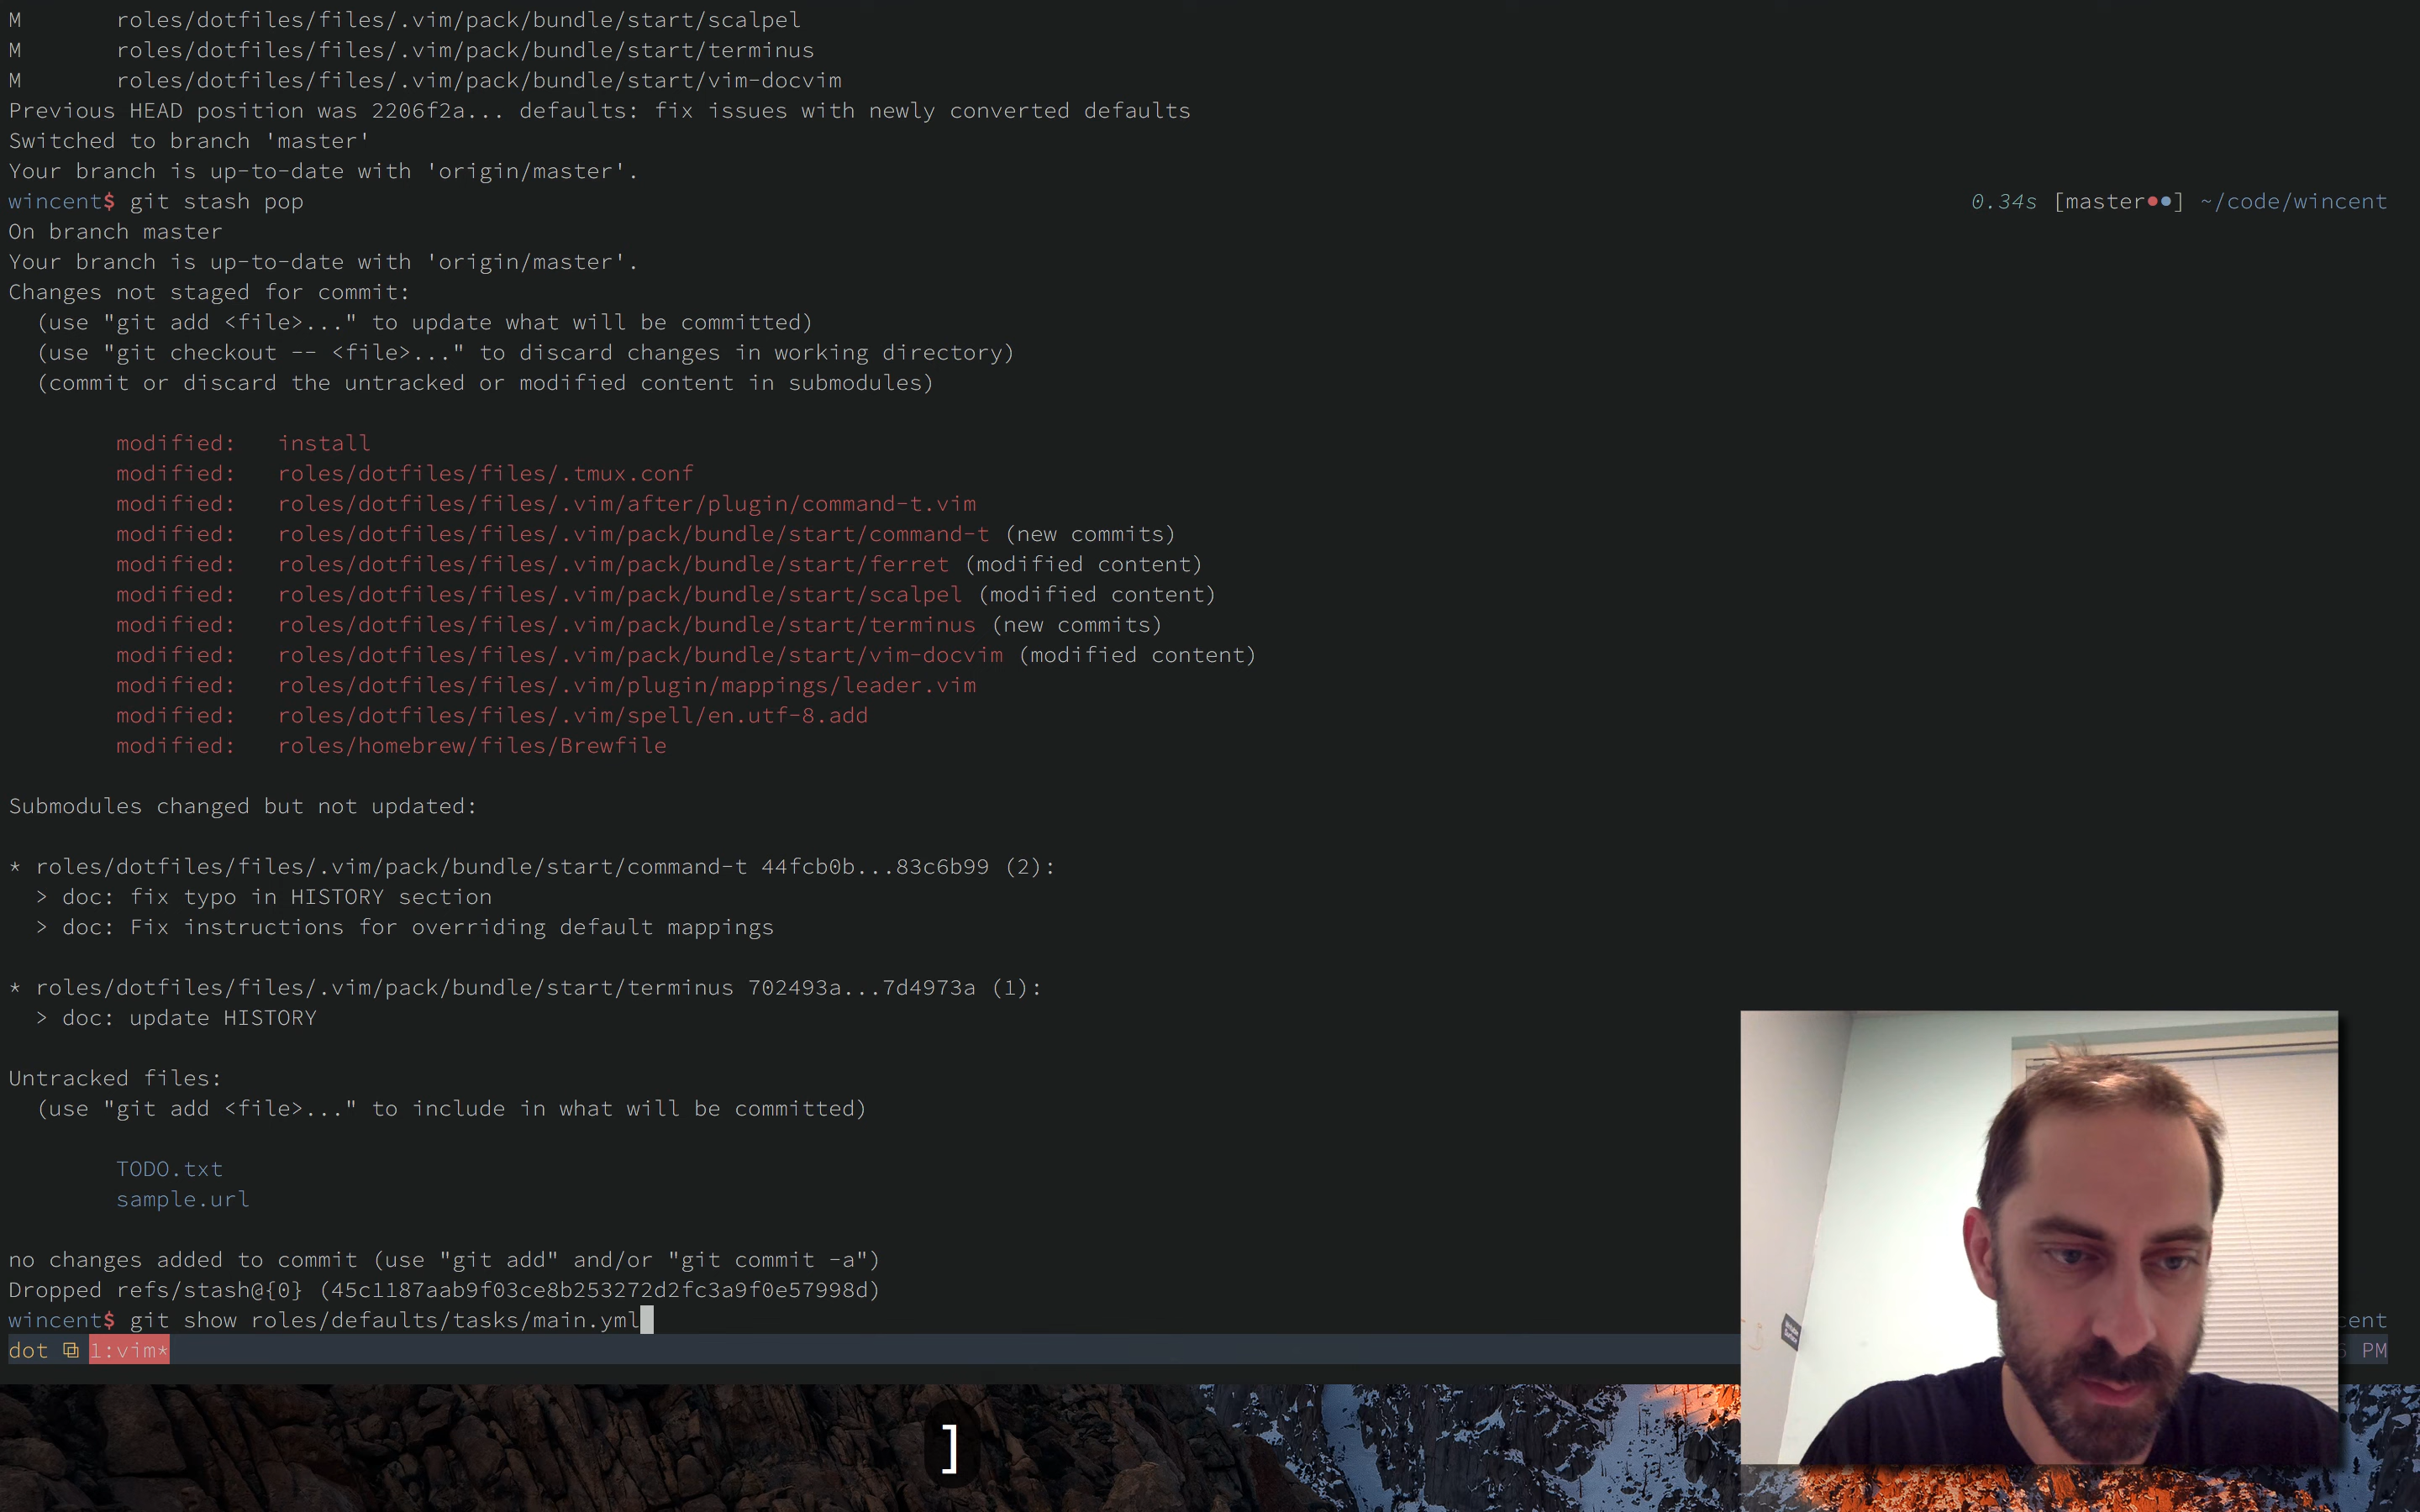 M       roles/dotfiles/files/.vim/pack/bundle/start/scalpel
M       roles/dotfiles/files/.vim/pack/bundle/start/terminus
M       roles/dotfiles/files/.vim/pack/bundle/start/vim-docvim
Previous HEAD position was 2206f2a... defaults: fix issues with newly converted defaults
Switched to branch 'master'
Your branch is up-to-date with 'origin/master'.
wincent$ git stash pop 0.34s [master●●] ~/code/wincent
On branch master
Your branch is up-to-date with 'origin/master'.
Changes not staged for commit:
  (use "git add <file>..." to update what will be committed)
  (use "git checkout -- <file>..." to discard changes in working directory)
  (commit or discard the untracked or modified content in submodules)
        modified:   install
        modified:   roles/dotfiles/files/.tmux.conf
        modified:   roles/dotfiles/files/.vim/after/plugin/command-t.vim
        modified:   roles/dotfiles/files/.vim/pack/bundle/start/command-t (new commits)
        modified:   roles/dotfiles/files/.vim/pack/bundle/start/ferret (modified content)
        modified:   roles/dotfiles/files/.vim/pack/bundle/start/scalpel (modified content)
        modified:   roles/dotfiles/files/.vim/pack/bundle/start/terminus (new commits)
        modified:   roles/dotfiles/files/.vim/pack/bundle/start/vim-docvim (modified content)
        modified:   roles/dotfiles/files/.vim/plugin/mappings/leader.vim
        modified:   roles/dotfiles/files/.vim/spell/en.utf-8.add
        modified:   roles/homebrew/files/Brewfile
Submodules changed but not updated:
* roles/dotfiles/files/.vim/pack/bundle/start/command-t 44fcb0b...83c6b99 (2):
  > doc: fix typo in HISTORY section
  > doc: Fix instructions for overriding default mappings
* roles/dotfiles/files/.vim/pack/bundle/start/terminus 702493a...7d4973a (1):
  > doc: update HISTORY
Untracked files:
  (use "git add <file>..." to include in what will be committed)
        TODO.txt
        sample.url
no changes added to commit (use "git add" and/or "git commit -a")
Dropped refs/stash@{0} (45c1187aab9f03ce8b253272d2fc3a9f0e57998d)
wincent$ git show roles/defaults/tasks/main.yml cent
dot 1:vim* PM
]